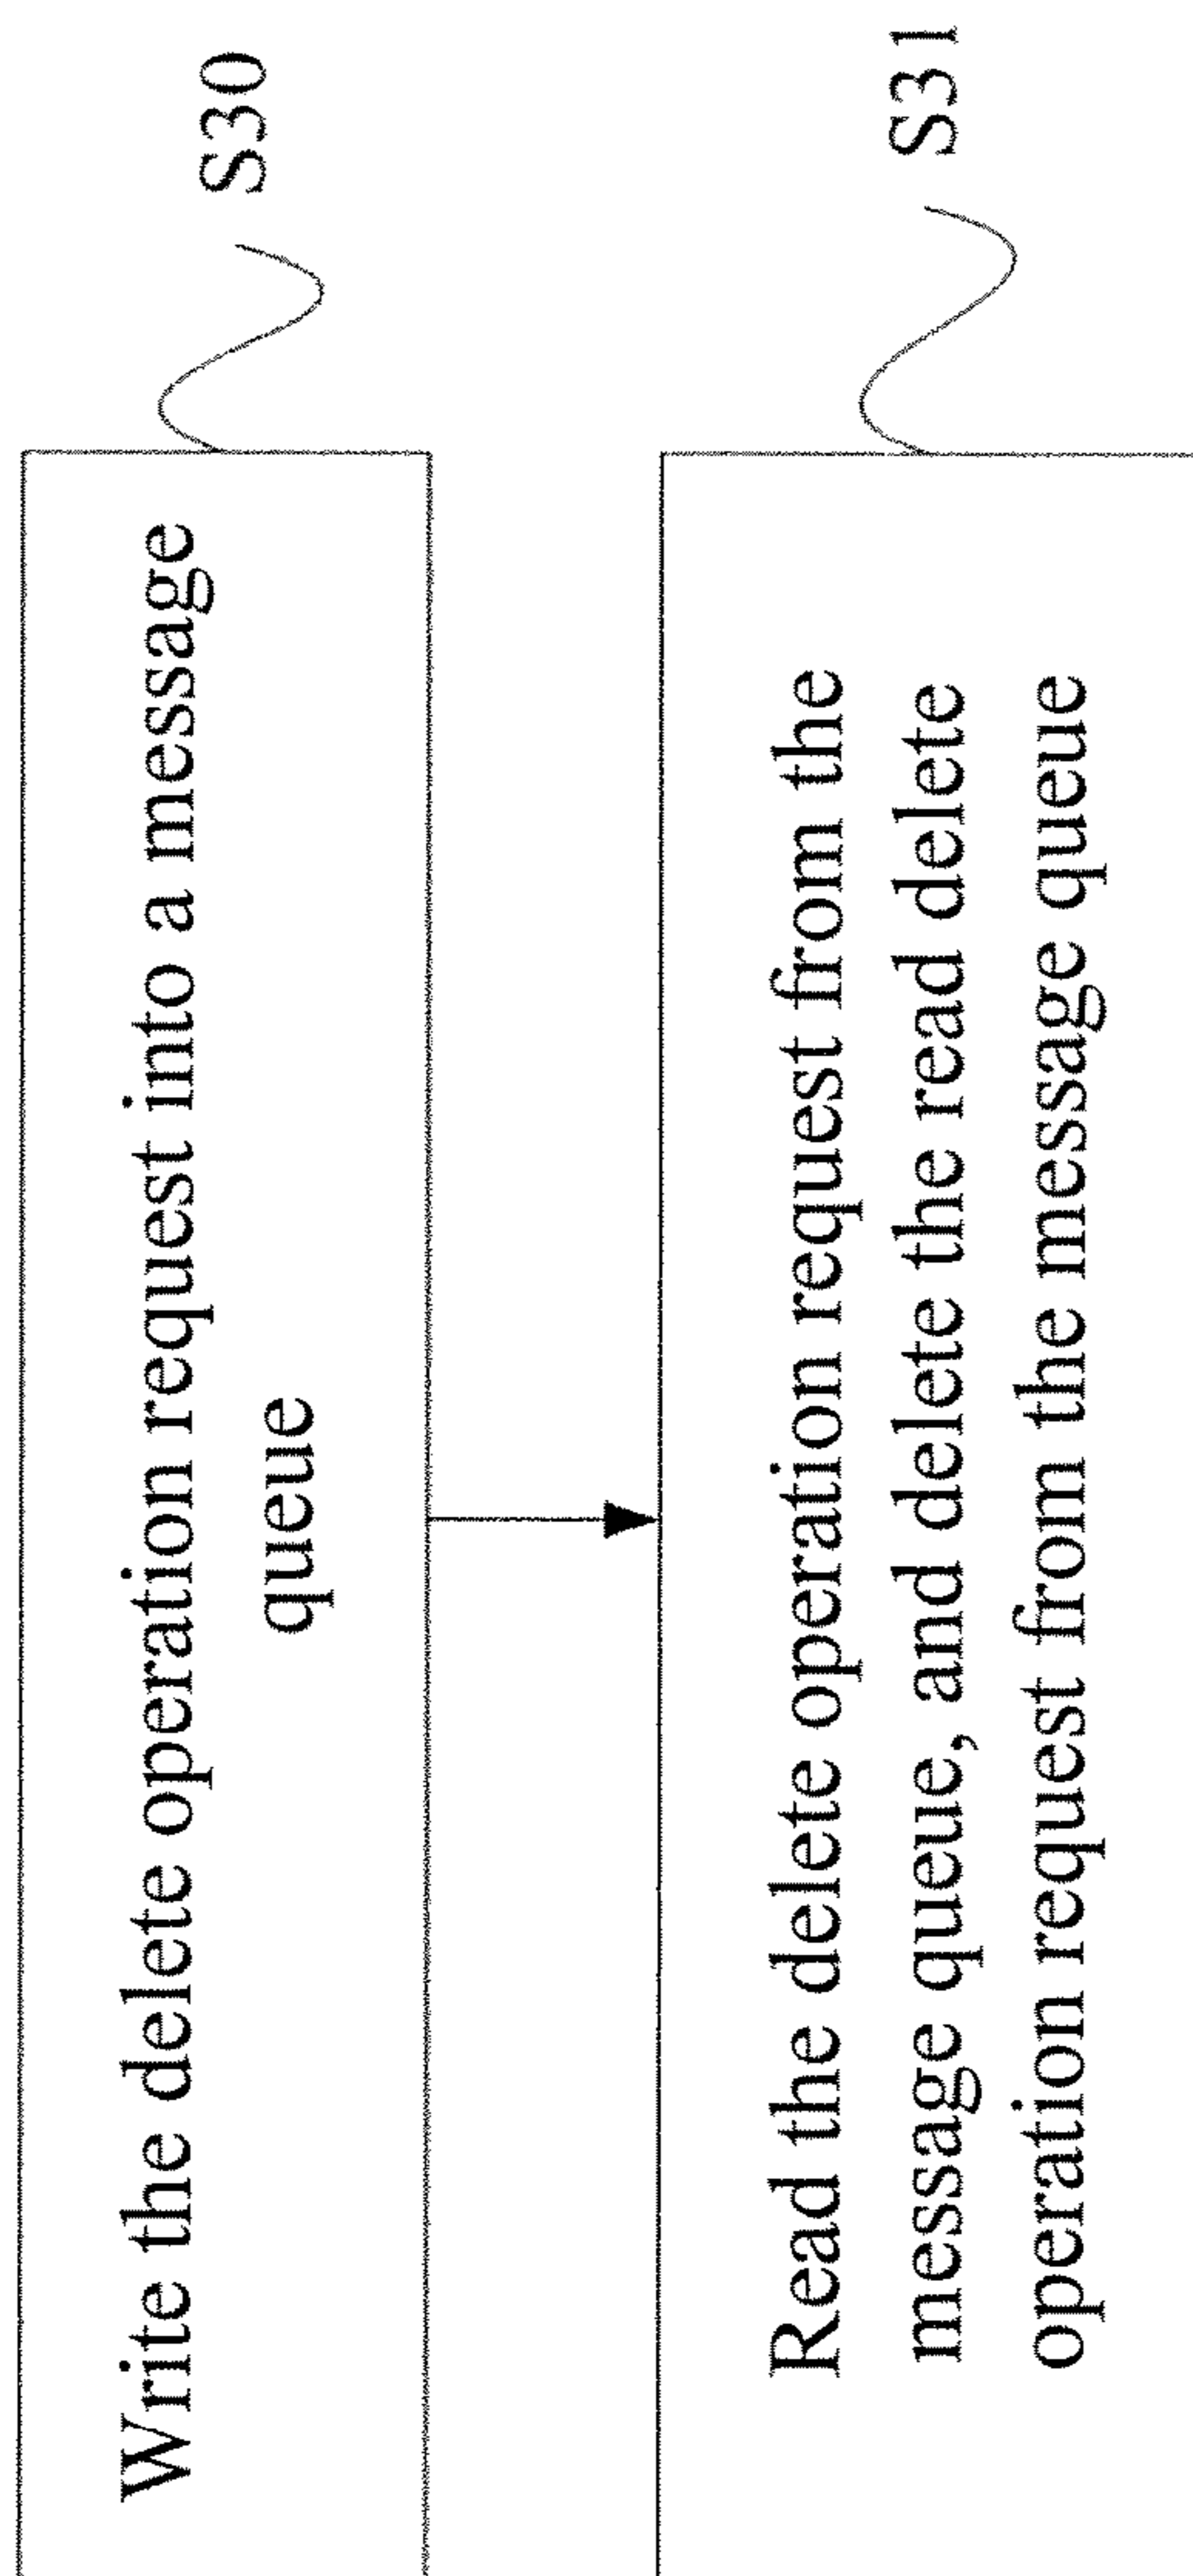 Write the delete operation request into a message
queue
S30
Read the delete operation request from the
message queue, and delete the read delete
operation request from the message queue
S31